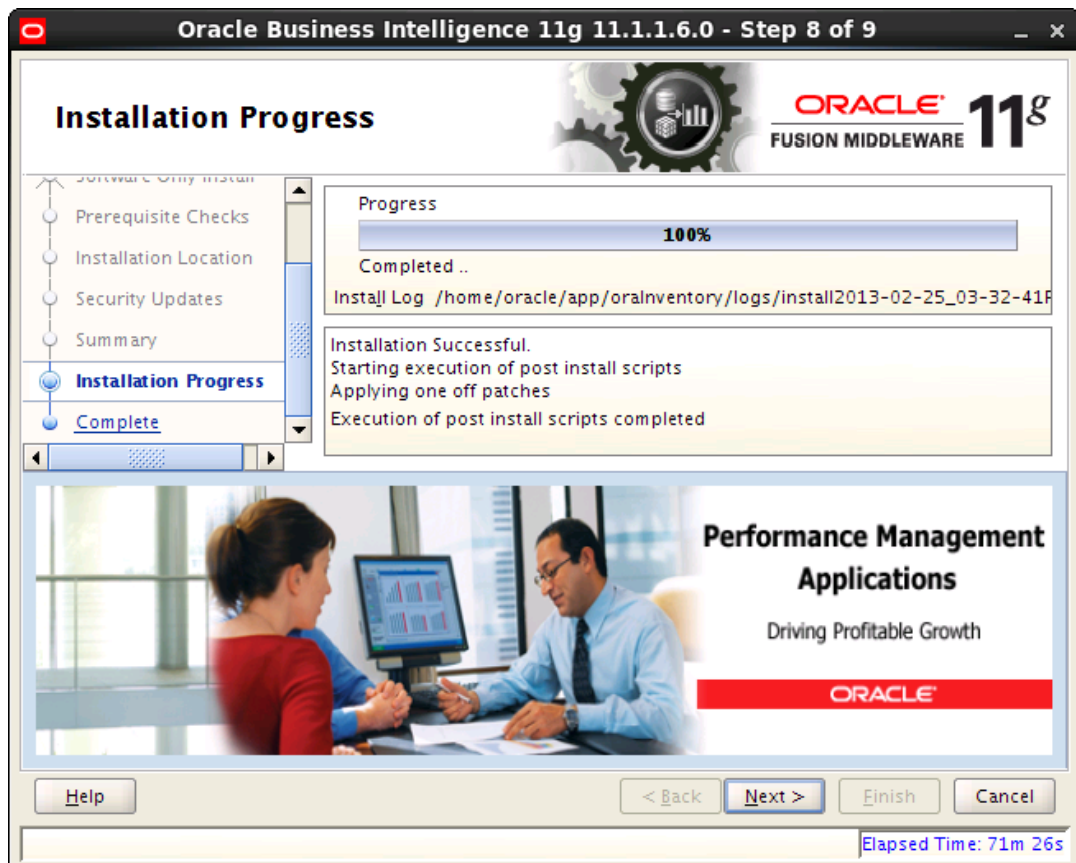 Oracle Business Intelligence 11g 11.1.1.6.0 - Step 8 of 9
Installation Progress
ORACLE
FUSION MIDDLEWARE
11g
Software Only Install
Prerequisite Checks
Installation Location
Security Updates
Summary
Installation Progress
Complete
Progress
100%
Completed ..
Install Log /home/oracle/app/oraInventory/logs/install2013-02-25_03-32-41P
Installation Successful.
Starting execution of post install scripts
Applying one off patches
Execution of post install scripts completed
Performance Management
Applications
Driving Profitable Growth
ORACLE
Help
< Back
Next >
Finish
Cancel
Elapsed Time: 71m 26s